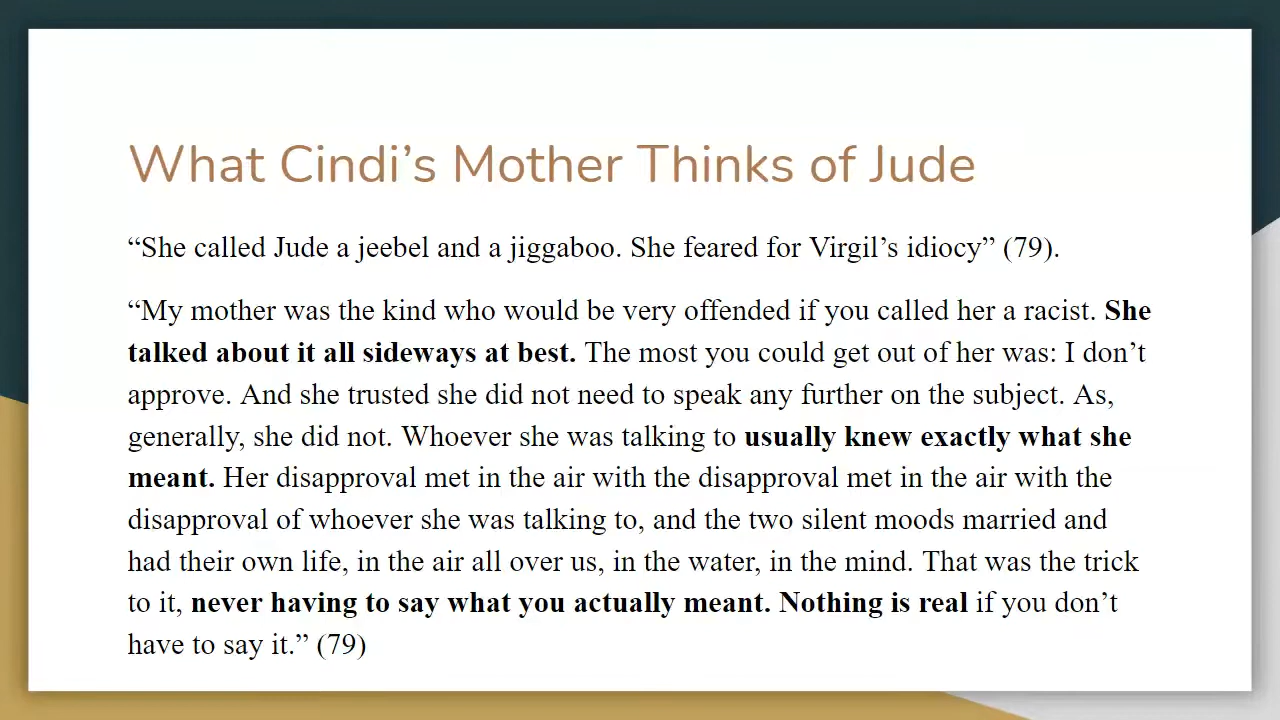 What Cindi’s Mother Thinks of Jude
“She called Jude a jeebel and a jiggaboo. She feared for Virgil’s idiocy” (79).
“My mother was the kind who would be very offended if you called her a racist. She
talked about it all sideways at best. The most you could get out of her was: I don’t
approve. And she trusted she did not need to speak any further on the subject. As,
generally, she did not. Whoever she was talking to usually knew exactly what she
meant. Her disapproval met in the air with the disapproval met in the air with the
disapproval of whoever she was talking to, and the two silent moods married and
had their own life, in the air all over us, in the water, in the mind. That was the trick
to it, never having to say what you actually meant. Nothing is real if you don’t
have to say it.” (79)